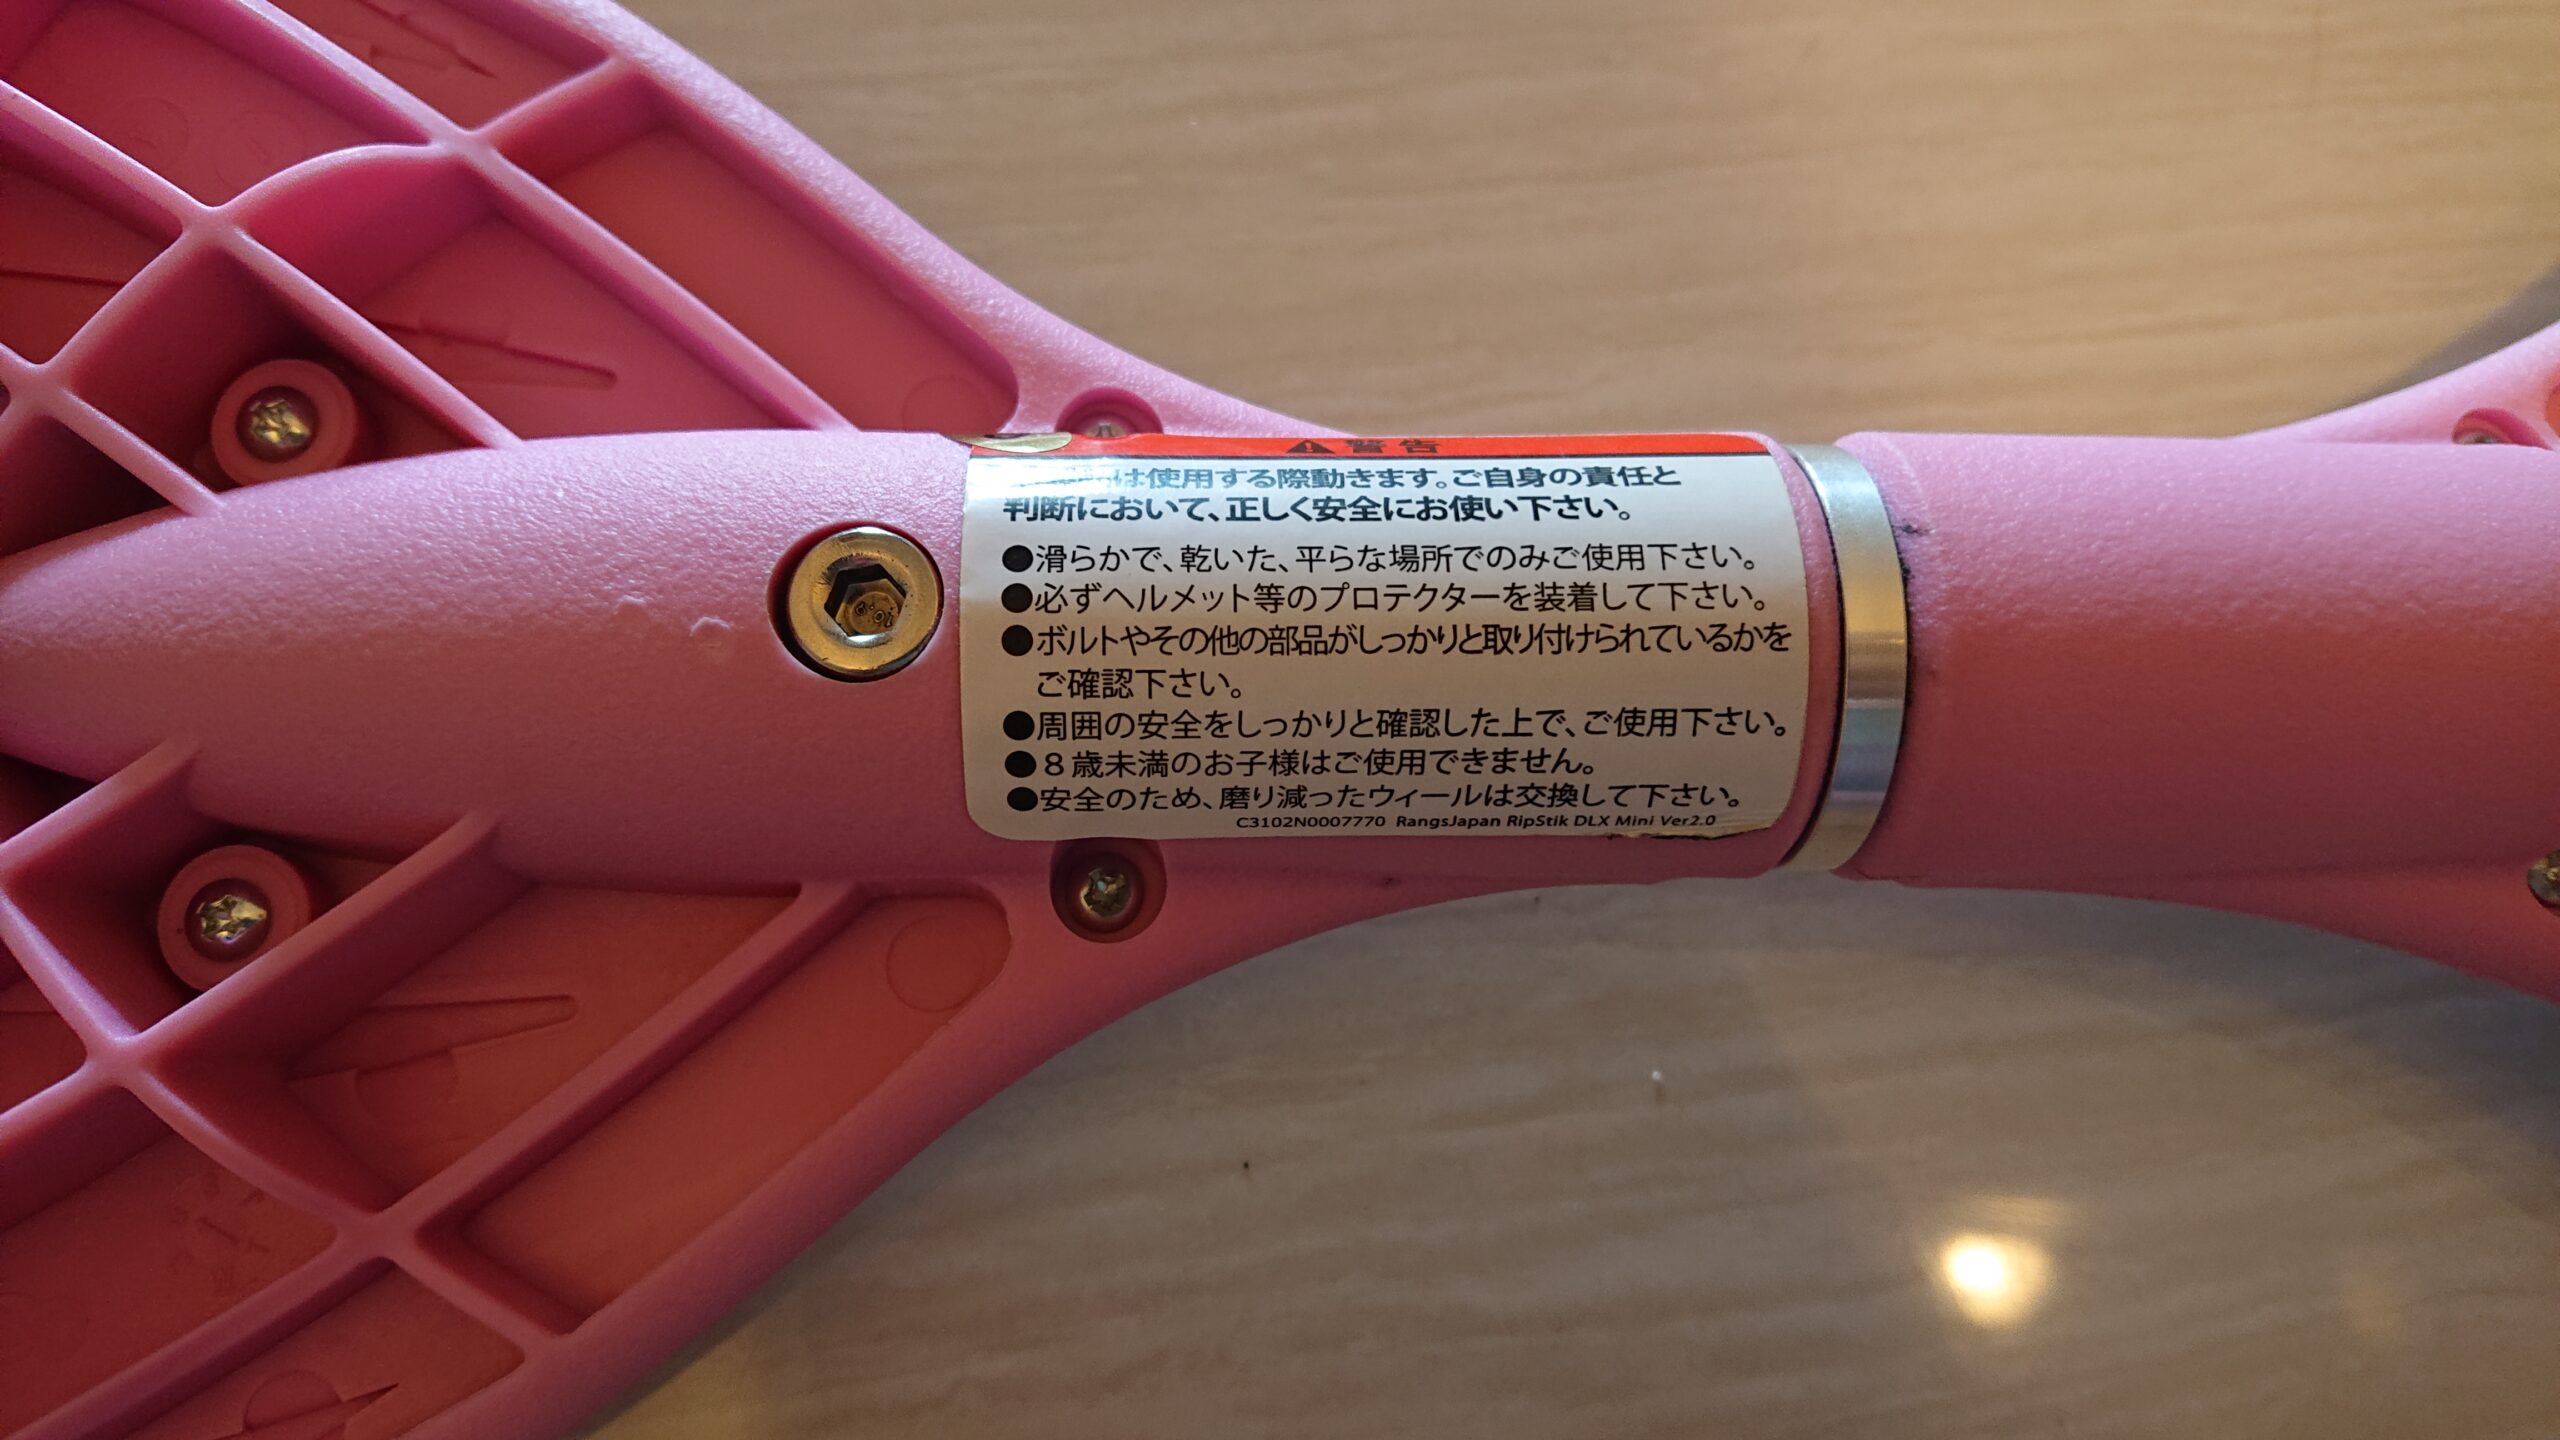 警告
は使用する際動きます。ご自身の責任と
判断において、正しく安全にお使い下さい。
●滑らかで、乾いた、平らな場所でのみご使用下さい。
●必ずヘルメット等のプロテクターを装着して下さい。
●ボルトやその他の部品がしっかりと取り付けられているかを
ご確認下さい。
●周囲の安全をしっかりと確認した上で、ご使用下さい。
●8歳未満のお子様はご使用できません。
●安全のため、磨り減ったウィールは交換して下さい。
C3102N0007770 RangsJapan RipStik DLX Mini Ver2.0
10.9